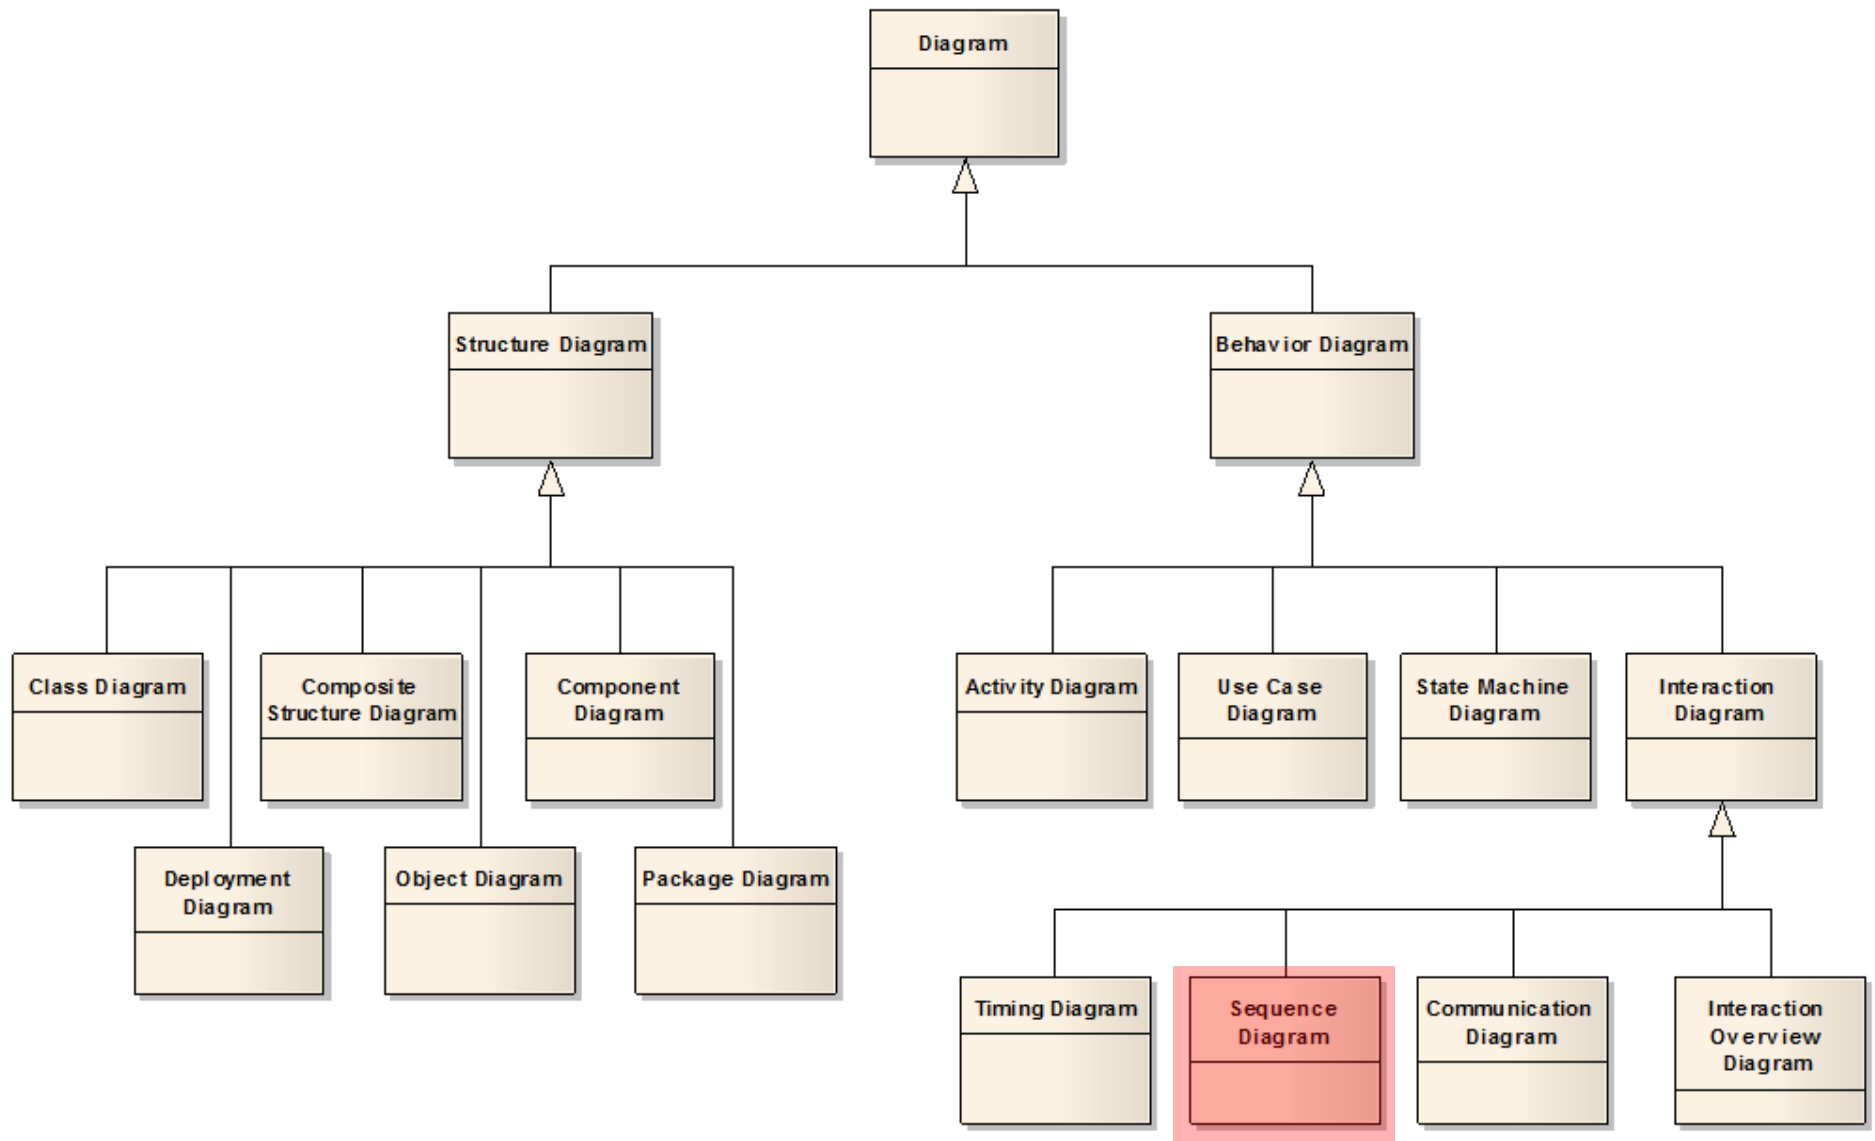 Diagram
Structure Diagram
Behavior Diagram
Class Diagram
Composite
Structure Diagram
Component
Diagram
Activity Diagram
Use Case
Diagram
State Machine
Diagram
Interaction
Diagram
Deployment
Diagram
Object Diagram
Package Diagram
Timing Diagram
Sequence
Diagram
Communication
Diagram
Interaction
Overview
Diagram